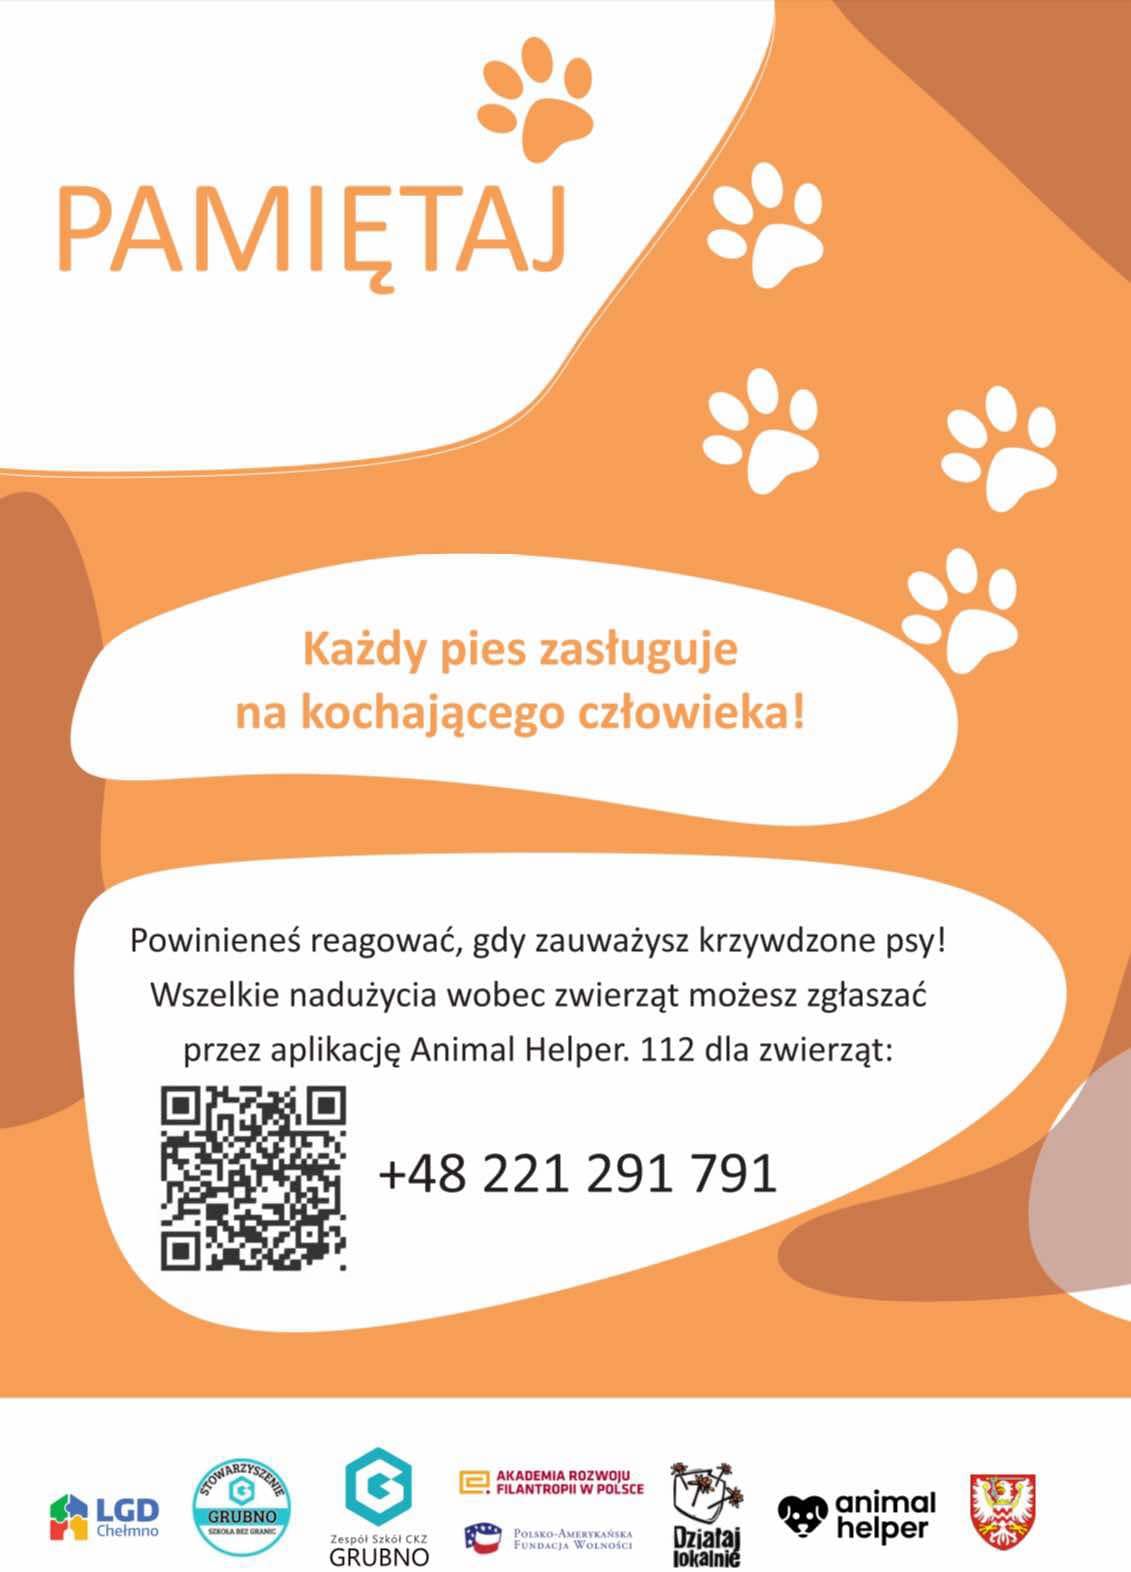 PAMIĘTAJ
Każdy pies zasługuje
na kochającego człowieka!
Powinieneś reagować, gdy zauważysz krzywdzone psy!
Wszelkie nadużycia wobec zwierząt możesz zgłaszać
przez aplikację Animal Helper. 112 dla zwierząt:
+48 221 291 791
LGD
Chełmno
STOWARZYSZENIE
GRUBNO
SZKOŁA BEZ GRANIC
Zespół Szkół CKZ
GRUBNO
AKADEMIA ROZWOJU
FILANTROPII W POLSCE
POLSKO-AMERYKAŃSKA
FUNDACJA WOLNOŚCI
Działaj
lokalnie
animal
helper